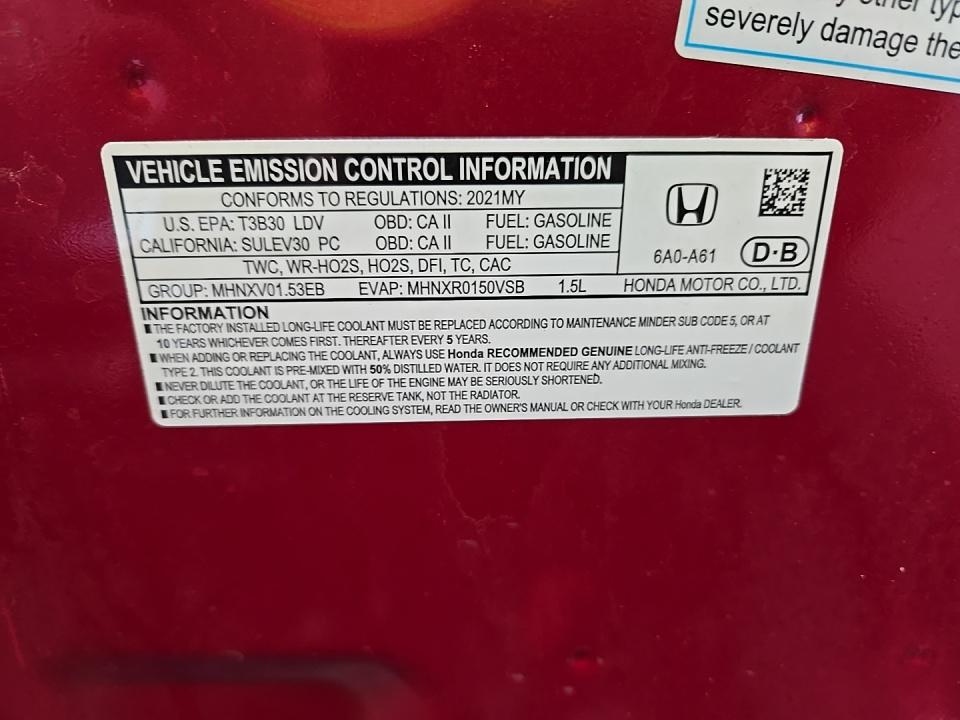 other typ
severely damage the
VEHICLE EMISSION CONTROL INFORMATION
CONFORMS TO REGULATIONS: 2021MY
U.S. EPA: T3B30 LDV OBD: CA II FUEL: GASOLINE
CALIFORNIA: SULEV30 PC OBD: CA II FUEL: GASOLINE
TWC, WR-HO2S, HO2S, DFI, TC, CAC
6A0-A61 D·B
GROUP: MHNXV01.53EB EVAP: MHNXR0150VSB 1.5L HONDA MOTOR CO., LTD.
INFORMATION
■ THE FACTORY INSTALLED LONG-LIFE COOLANT MUST BE REPLACED ACCORDING TO MAINTENANCE MINDER SUB CODE 5, OR AT
10 YEARS WHICHEVER COMES FIRST. THEREAFTER EVERY 5 YEARS.
■ WHEN ADDING OR REPLACING THE COOLANT, ALWAYS USE Honda RECOMMENDED GENUINE LONG-LIFE ANTI-FREEZE / COOLANT
TYPE 2. THIS COOLANT IS PRE-MIXED WITH 50% DISTILLED WATER. IT DOES NOT REQUIRE ANY ADDITIONAL MIXING.
■ NEVER DILUTE THE COOLANT, OR THE LIFE OF THE ENGINE MAY BE SERIOUSLY SHORTENED.
■ CHECK OR ADD THE COOLANT AT THE RESERVE TANK, NOT THE RADIATOR.
■ FOR FURTHER INFORMATION ON THE COOLING SYSTEM, READ THE OWNER'S MANUAL OR CHECK WITH YOUR Honda DEALER.